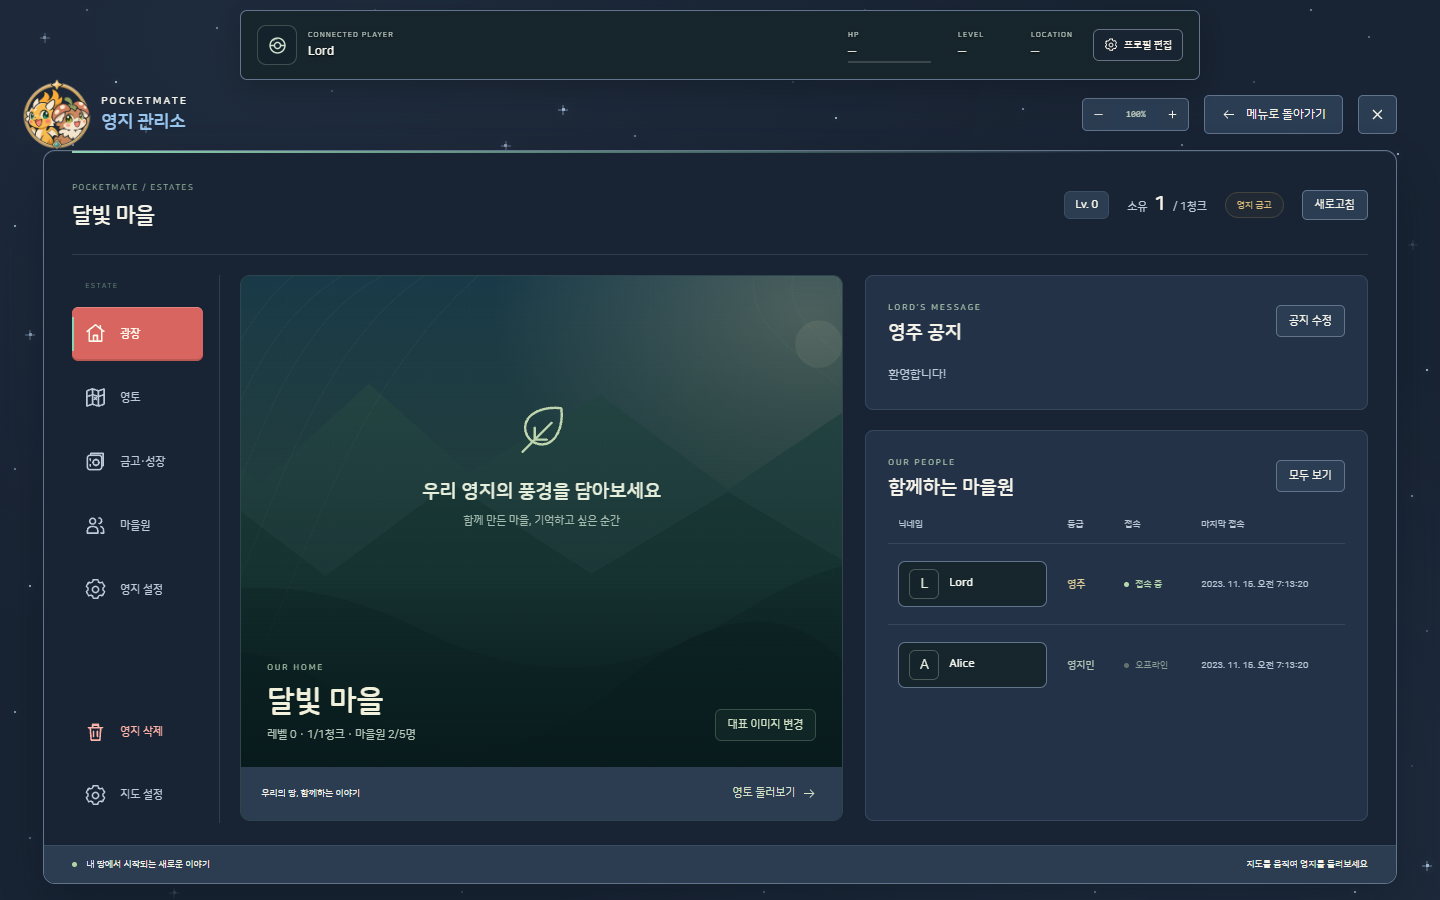 CONNECTED PLAYER
Lord
HP
—
LEVEL
—
LOCATION
—
프로필 편집
POCKETMATE
영지 관리소
− 100% +
← 메뉴로 돌아가기
×
POCKETMATE / ESTATES
달빛 마을
Lv. 0
소유 1 / 1청크
영지 금고
새로고침
ESTATE
광장
영토
금고·성장
마을원
영지 설정
영지 삭제
지도 설정
우리 영지의 풍경을 담아보세요
함께 만든 마을, 기억하고 싶은 순간
OUR HOME
달빛 마을
레벨 0 · 1/1청크 · 마을원 2/5명
대표 이미지 변경
우리의 땅, 함께하는 이야기
영토 둘러보기 →
LORD'S MESSAGE
영주 공지
공지 수정
환영합니다!
OUR PEOPLE
함께하는 마을원
모두 보기
닉네임 등급 접속 마지막 접속
L Lord 영주 접속 중 2023. 11. 15. 오전 7:13:20
A Alice 영지민 오프라인 2023. 11. 15. 오전 7:13:20
내 땅에서 시작되는 새로운 이야기
지도를 움직여 영지를 둘러보세요